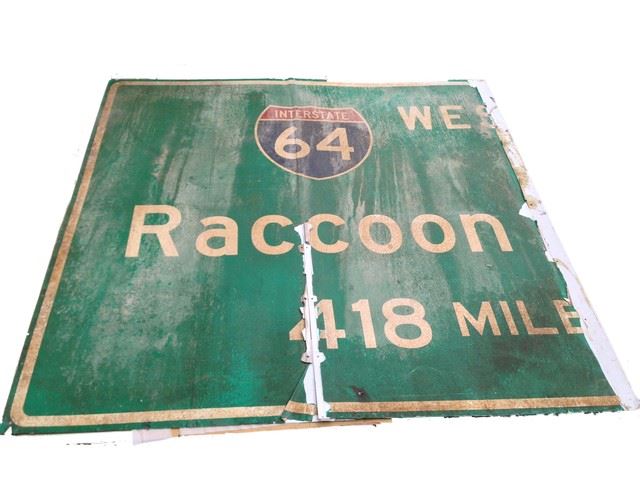 INTERSTATE
64 WES
Raccoon
418 MILE